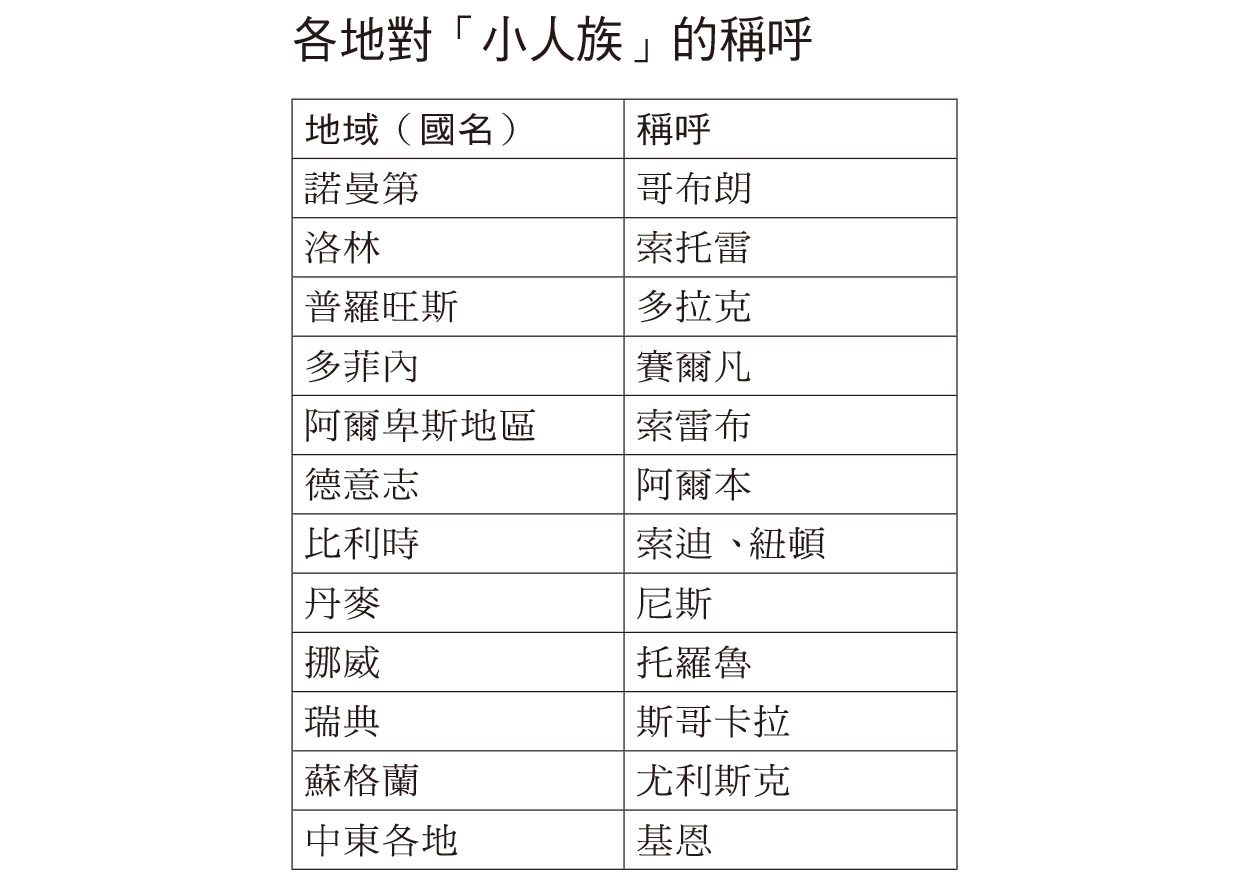 各地對「小人族」的稱呼
地域（國名） 稱呼
諾曼第 哥布朗
洛林 索托雷
普羅旺斯 多拉克
多菲內 賽爾凡
阿爾卑斯地區 索雷布
德意志 阿爾本
比利時 索迪、紐頓
丹麥 尼斯
挪威 托羅魯
瑞典 斯哥卡拉
蘇格蘭 尤利斯克
中東各地 基恩